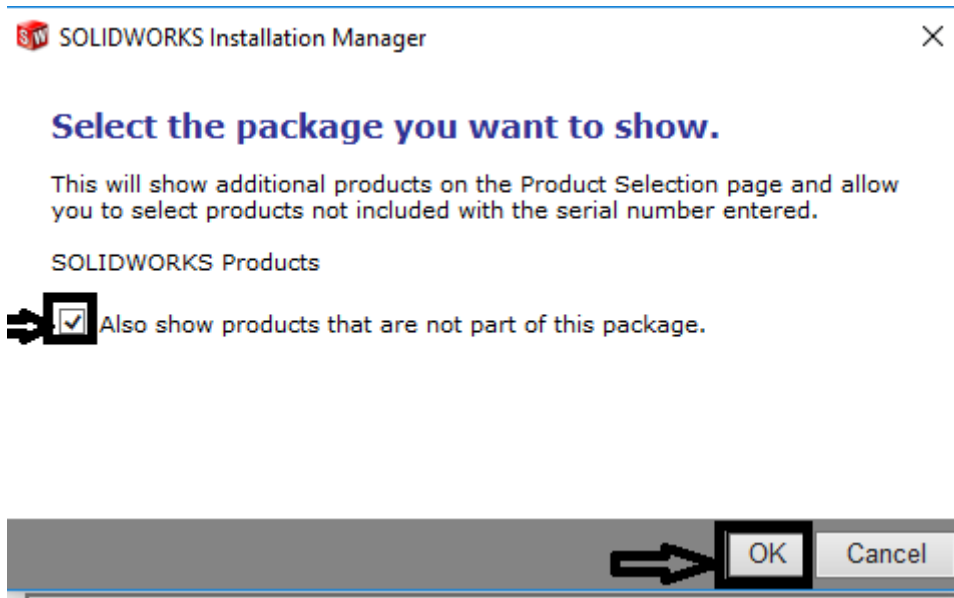 SOLIDWORKS Installation Manager
Select the package you want to show.
This will show additional products on the Product Selection page and allow
you to select products not included with the serial number entered.
SOLIDWORKS Products
Also show products that are not part of this package.
OK Cancel